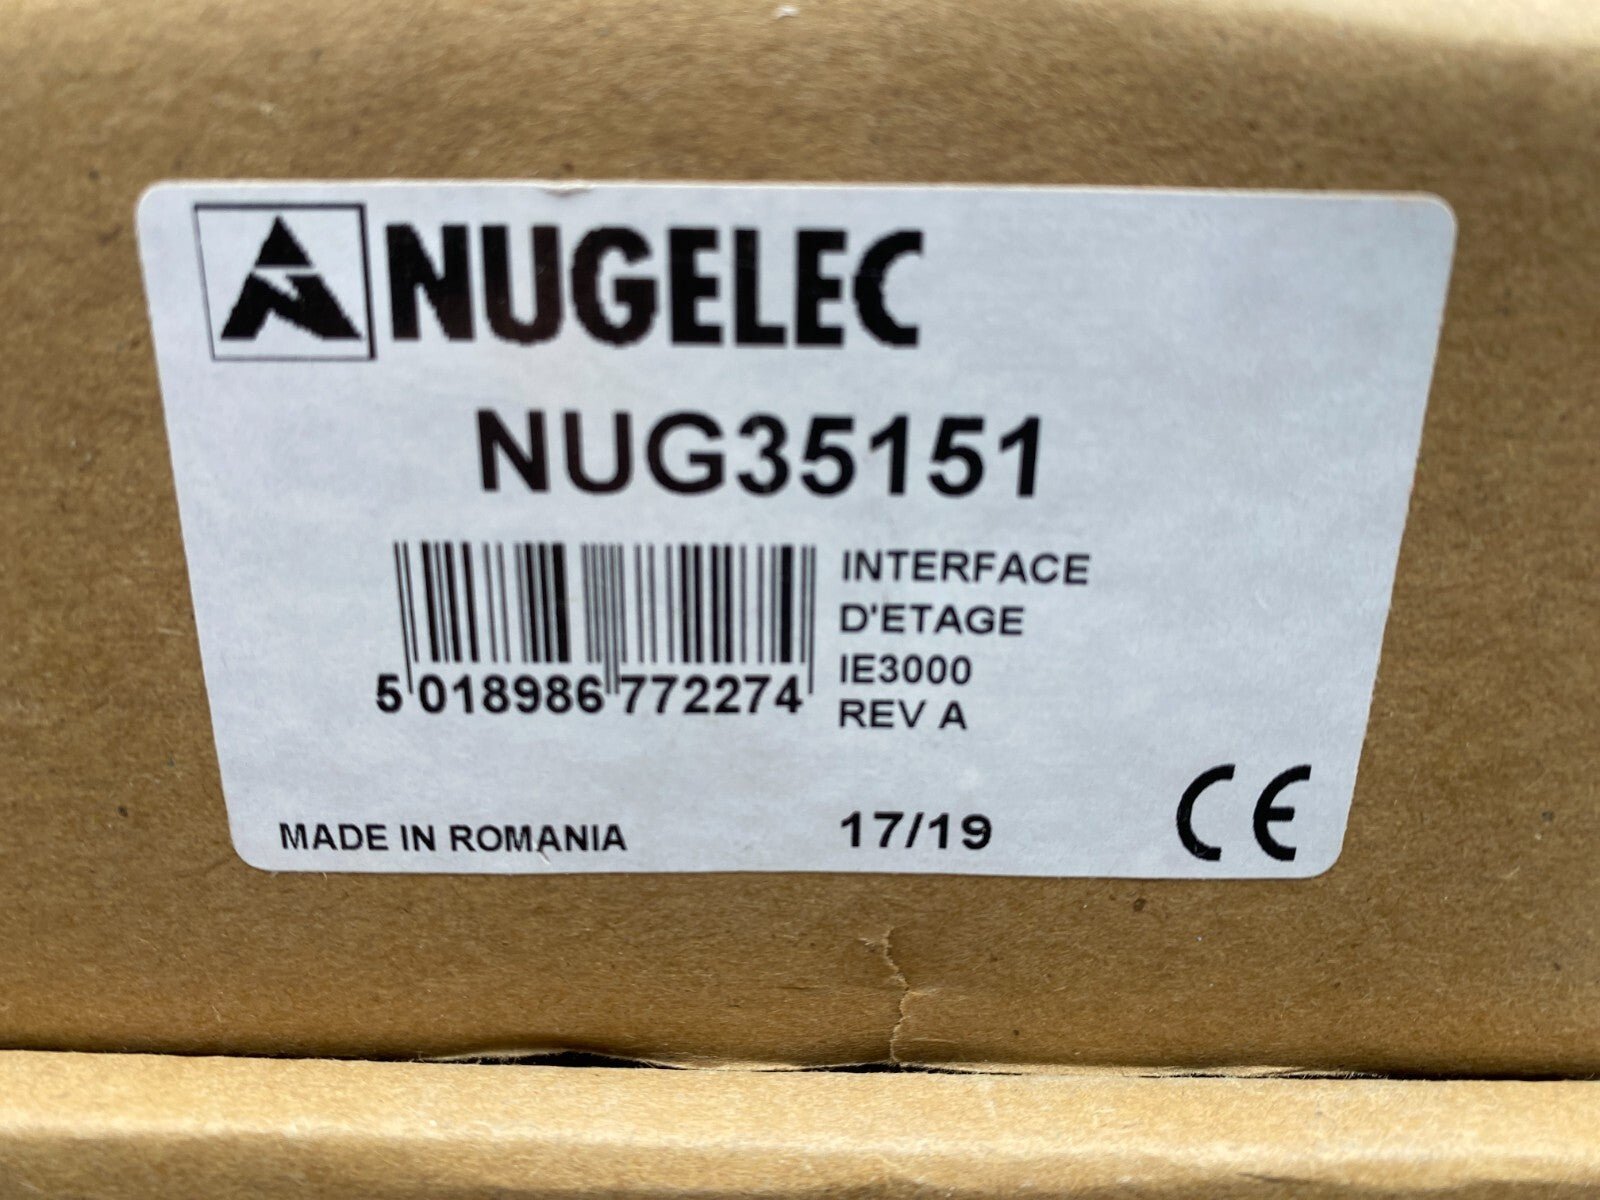 NUGELEC
NUG35151
INTERFACE
D'ETAGE
IE3000
REV A
5 018986 772274
MADE IN ROMANIA
17/19
CE